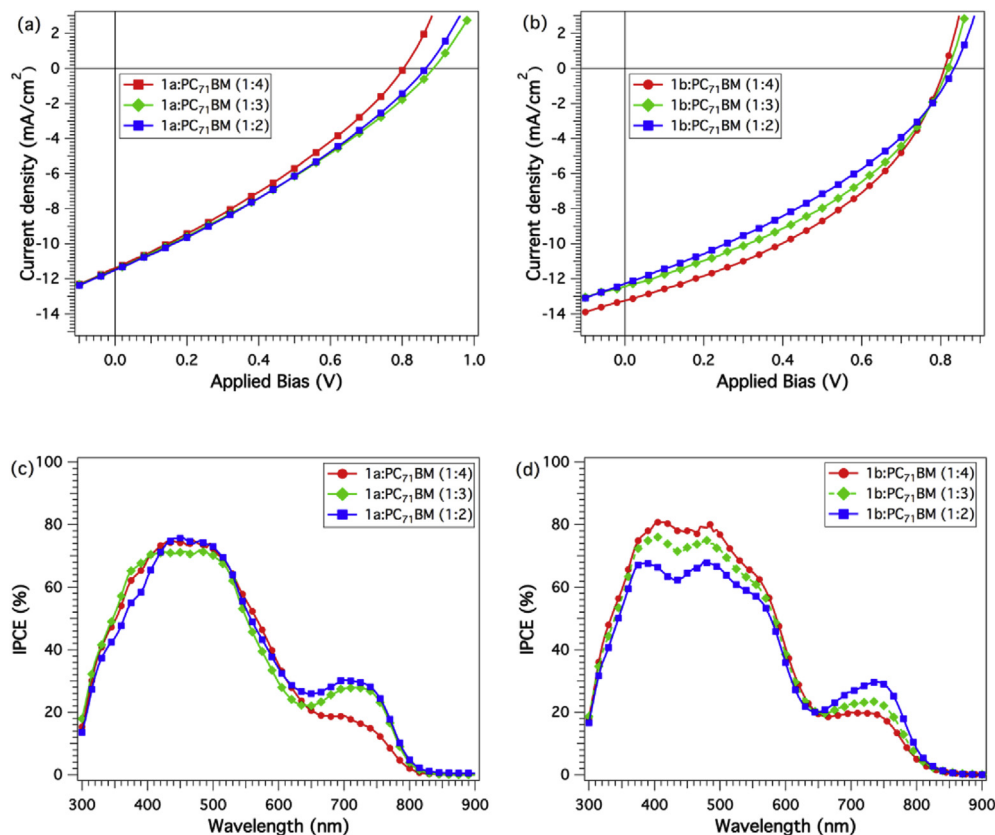 (a)
2
0
-2
-4
-6
-8
-10
-12
-14
Current density (mA/cm²)
1a:PC₇₁BM (1:4)
1a:PC₇₁BM (1:3)
1a:PC₇₁BM (1:2)
0.0 0.2 0.4 0.6 0.8 1.0
Applied Bias (V)
(b)
2
0
-2
-4
-6
-8
-10
-12
-14
Current density (mA/cm²)
1b:PC₇₁BM (1:4)
1b:PC₇₁BM (1:3)
1b:PC₇₁BM (1:2)
0.0 0.2 0.4 0.6 0.8
Applied Bias (V)
(c)
100
80
60
40
20
0
IPCE (%)
1a:PC₇₁BM (1:4)
1a:PC₇₁BM (1:3)
1a:PC₇₁BM (1:2)
300 400 500 600 700 800 900
Wavelength (nm)
(d)
100
80
60
40
20
0
IPCE (%)
1b:PC₇₁BM (1:4)
1b:PC₇₁BM (1:3)
1b:PC₇₁BM (1:2)
300 400 500 600 700 800 900
Wavelength (nm)